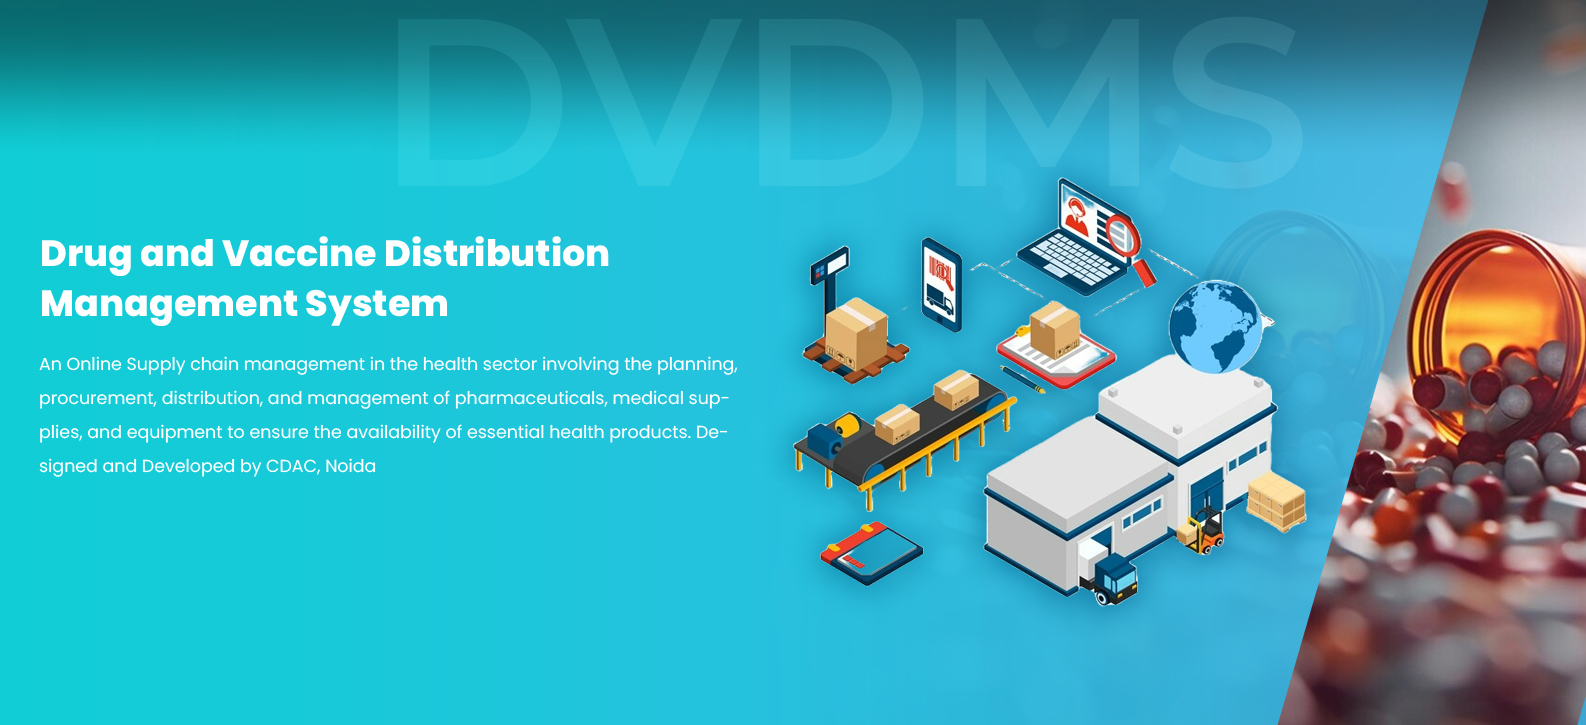 DVDMS
Drug and Vaccine Distribution
Management System
An Online Supply chain management in the health sector involving the planning,
procurement, distribution, and management of pharmaceuticals, medical sup-
plies, and equipment to ensure the availability of essential health products. De-
signed and Developed by CDAC, Noida